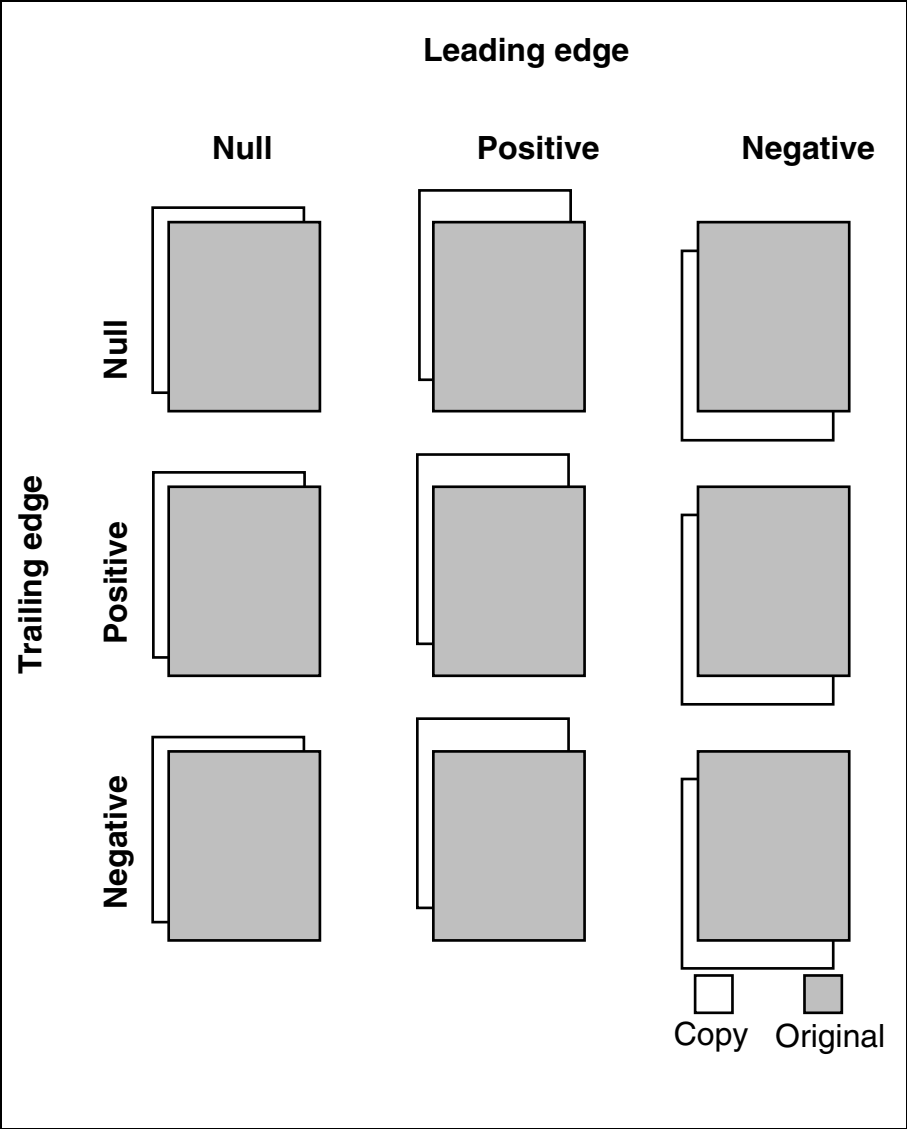 Leading edge
Null Positive Negative
Trailing edge
Null
Positive
Negative
Copy Original